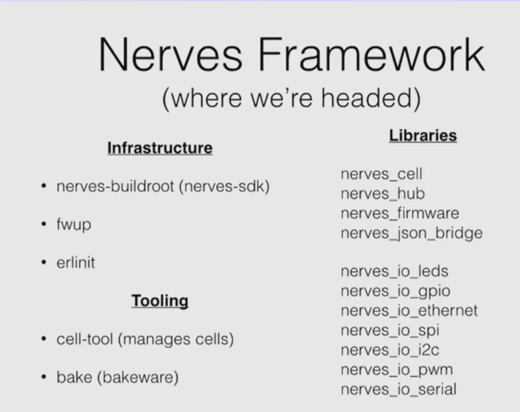 Nerves Framework
(where we're headed)
Infrastructure
• nerves-buildroot (nerves-sdk)
• fwup
• erlinit
Tooling
• cell-tool (manages cells)
• bake (bakeware)
Libraries
nerves_cell
nerves_hub
nerves_firmware
nerves_json_bridge
nerves_io_leds
nerves_io_gpio
nerves_io_ethernet
nerves_io_spi
nerves_io_i2c
nerves_io_pwm
nerves_io_serial